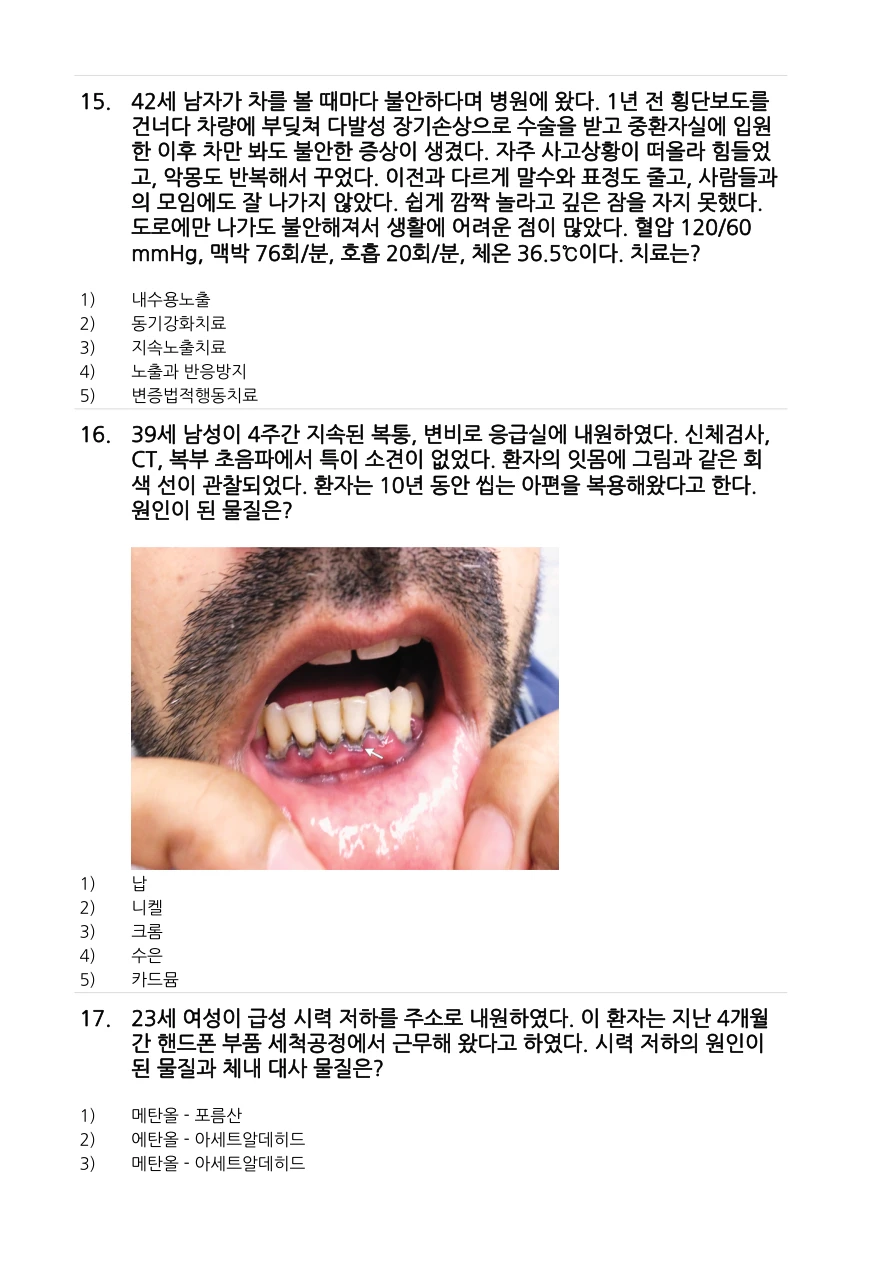 15. 42세 남자가 차를 볼 때마다 불안하다며 병원에 왔다. 1년 전 횡단보도를
건너다 차량에 부딪쳐 다발성 장기손상으로 수술을 받고 중환자실에 입원
한 이후 차만 봐도 불안한 증상이 생겼다. 자주 사고상황이 떠올라 힘들었
고, 악몽도 반복해서 꾸었다. 이전과 다르게 말수와 표정도 줄고, 사람들과
의 모임에도 잘 나가지 않았다. 쉽게 깜짝 놀라고 깊은 잠을 자지 못했다.
도로에만 나가도 불안해져서 생활에 어려운 점이 많았다. 혈압 120/60
mmHg, 맥박 76회/분, 호흡 20회/분, 체온 36.5℃이다. 치료는?
1) 내수용노출
2) 동기강화치료
3) 지속노출치료
4) 노출과 반응방지
5) 변증법적행동치료
16. 39세 남성이 4주간 지속된 복통, 변비로 응급실에 내원하였다. 신체검사,
CT, 복부 초음파에서 특이 소견이 없었다. 환자의 잇몸에 그림과 같은 회
색 선이 관찰되었다. 환자는 10년 동안 씹는 아편을 복용해왔다고 한다.
원인이 된 물질은?
1) 납
2) 니켈
3) 크롬
4) 수은
5) 카드뮴
17. 23세 여성이 급성 시력 저하를 주소로 내원하였다. 이 환자는 지난 4개월
간 핸드폰 부품 세척공정에서 근무해 왔다고 하였다. 시력 저하의 원인이
된 물질과 체내 대사 물질은?
1) 메탄올 - 포름산
2) 에탄올 - 아세트알데히드
3) 메탄올 - 아세트알데히드